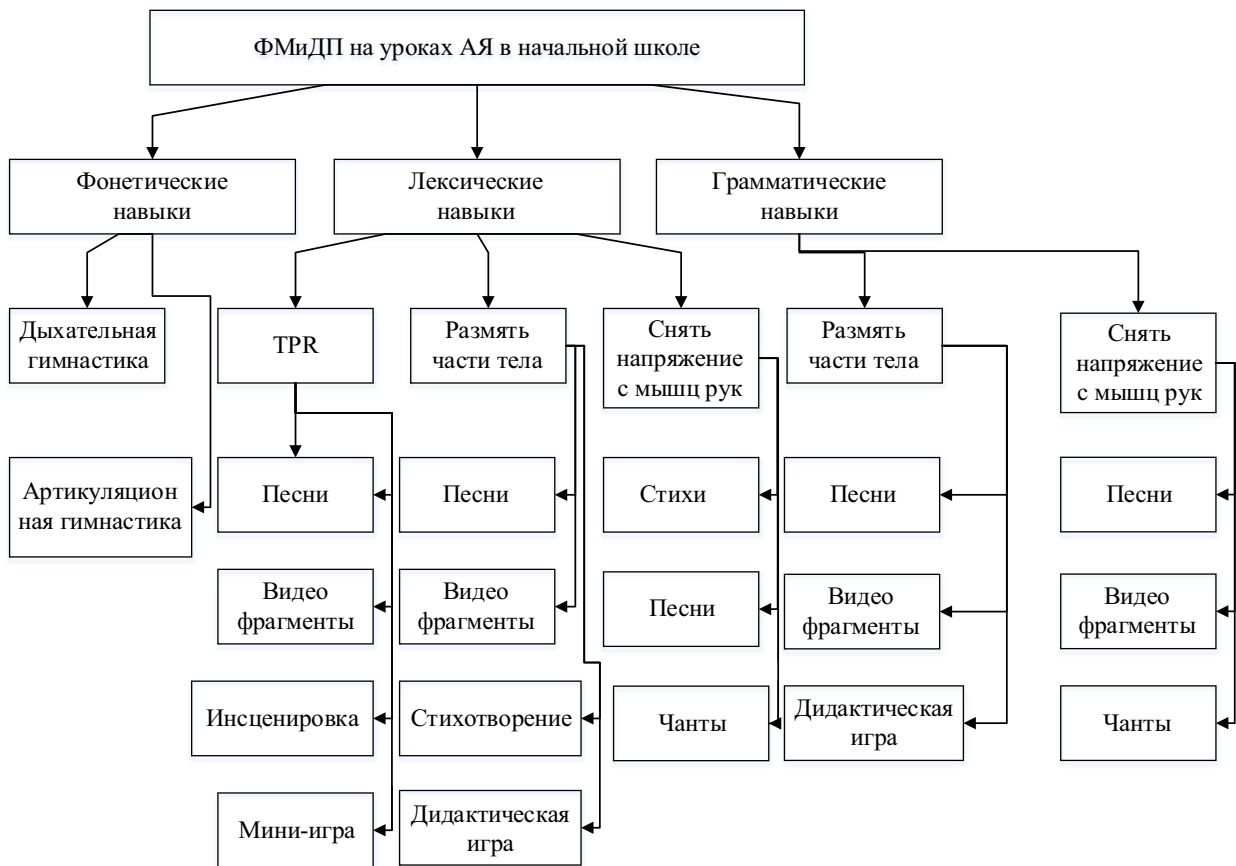 ФМиДП на уроках АЯ в начальной школе
Фонетические
навыки
Лексические
навыки
Грамматические
навыки
Дыхательная
гимнастика
TPR
Размять
части тела
Снять
напряжение
с мышц рук
Размять
части тела
Снять
напряжение
с мышц рук
Артикуляцион
ная гимнастика
Песни
Песни
Стихи
Песни
Песни
Видео
фрагменты
Видео
фрагменты
Песни
Видео
фрагменты
Видео
фрагменты
Инсценировка
Стихотворение
Чанты
Дидактическая
игра
Чанты
Мини-игра
Дидактическая
игра